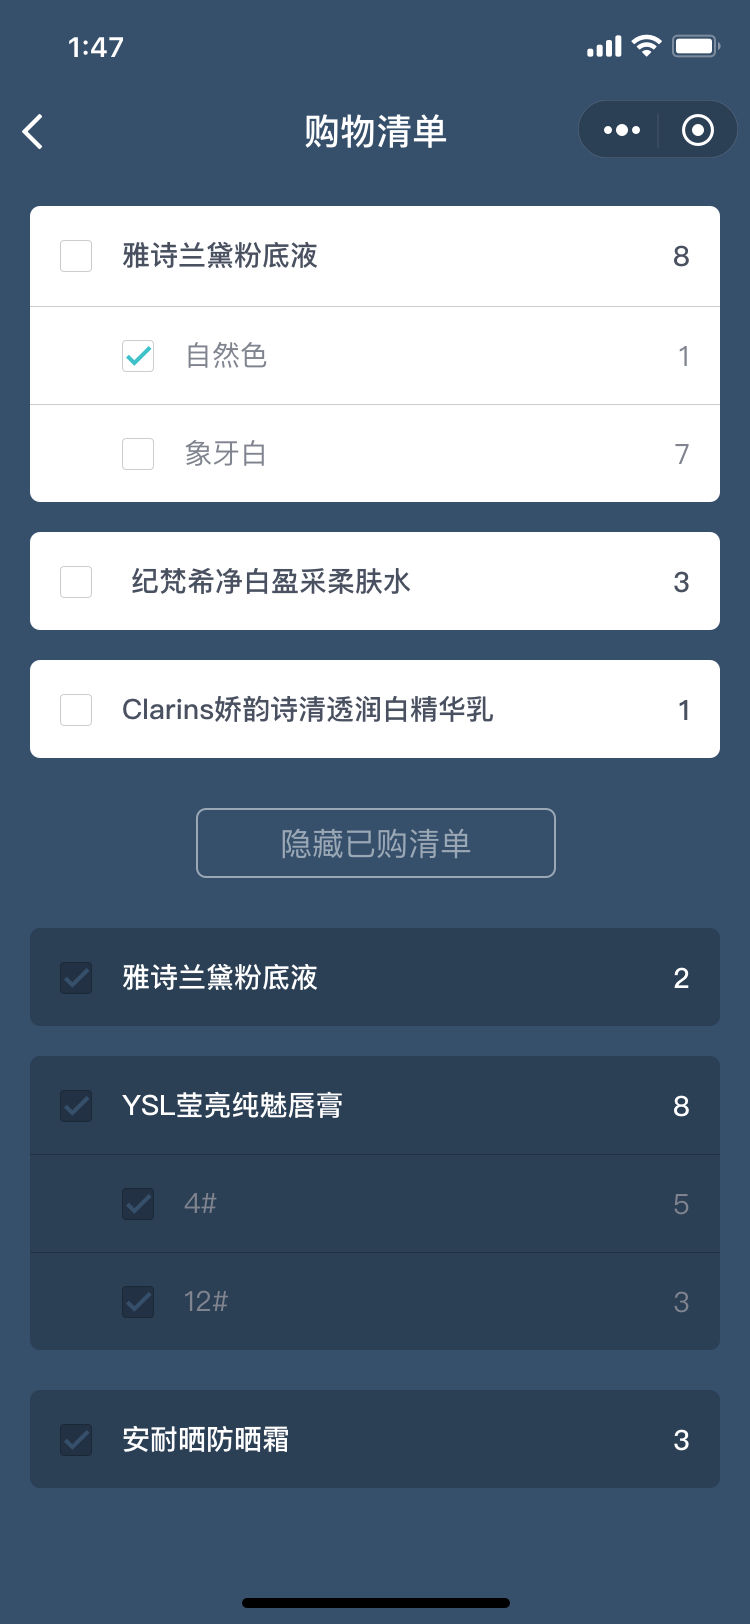 1:47
购物清单
雅诗兰黛粉底液 8
自然色 1
象牙白 7
纪梵希净白盈采柔肤水 3
Clarins娇韵诗清透润白精华乳 1
隐藏已购清单
雅诗兰黛粉底液 2
YSL莹亮纯魅唇膏 8
4# 5
12# 3
安耐晒防晒霜 3